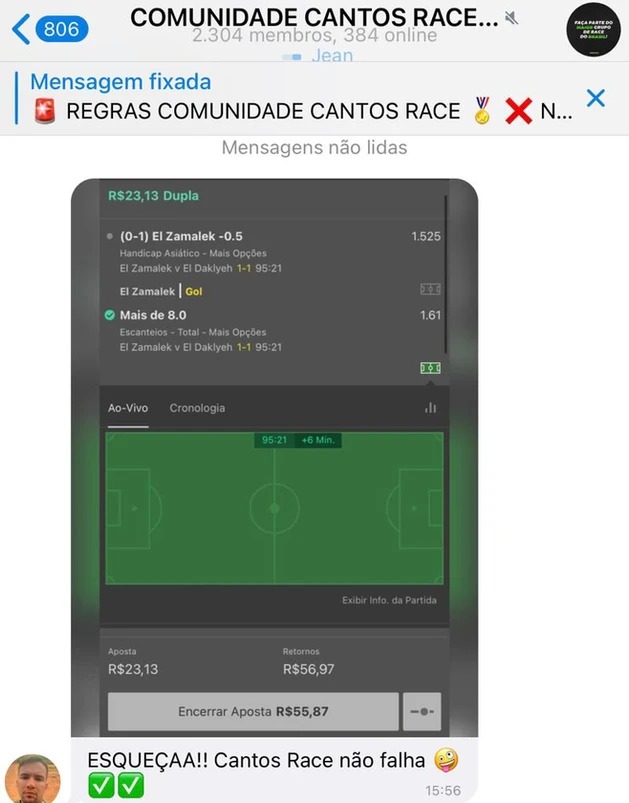 806
COMUNIDADE CANTOS RACE...
2.304 membros, 384 online
Jean
FAÇA PARTE DO
MAIOR GRUPO
DE RACE
DO BRASIL!
Mensagem fixada
🚨 REGRAS COMUNIDADE CANTOS RACE 🏅 ❌ N...
Mensagens não lidas
R$23,13 Dupla
(0-1) El Zamalek -0.5 1.525
Handicap Asiático - Mais Opções
El Zamalek v El Daklyeh 1-1 95:21
El Zamalek | Gol
Mais de 8.0 1.61
Escanteios - Total - Mais Opções
El Zamalek v El Daklyeh 1-1 95:21
Ao-Vivo Cronologia
95:21 +6 Min.
Exibir Info. da Partida
Aposta Retornos
R$23,13 R$56,97
Encerrar Aposta R$55,87
ESQUEÇAA!! Cantos Race não falha 🤪
✅✅ 15:56